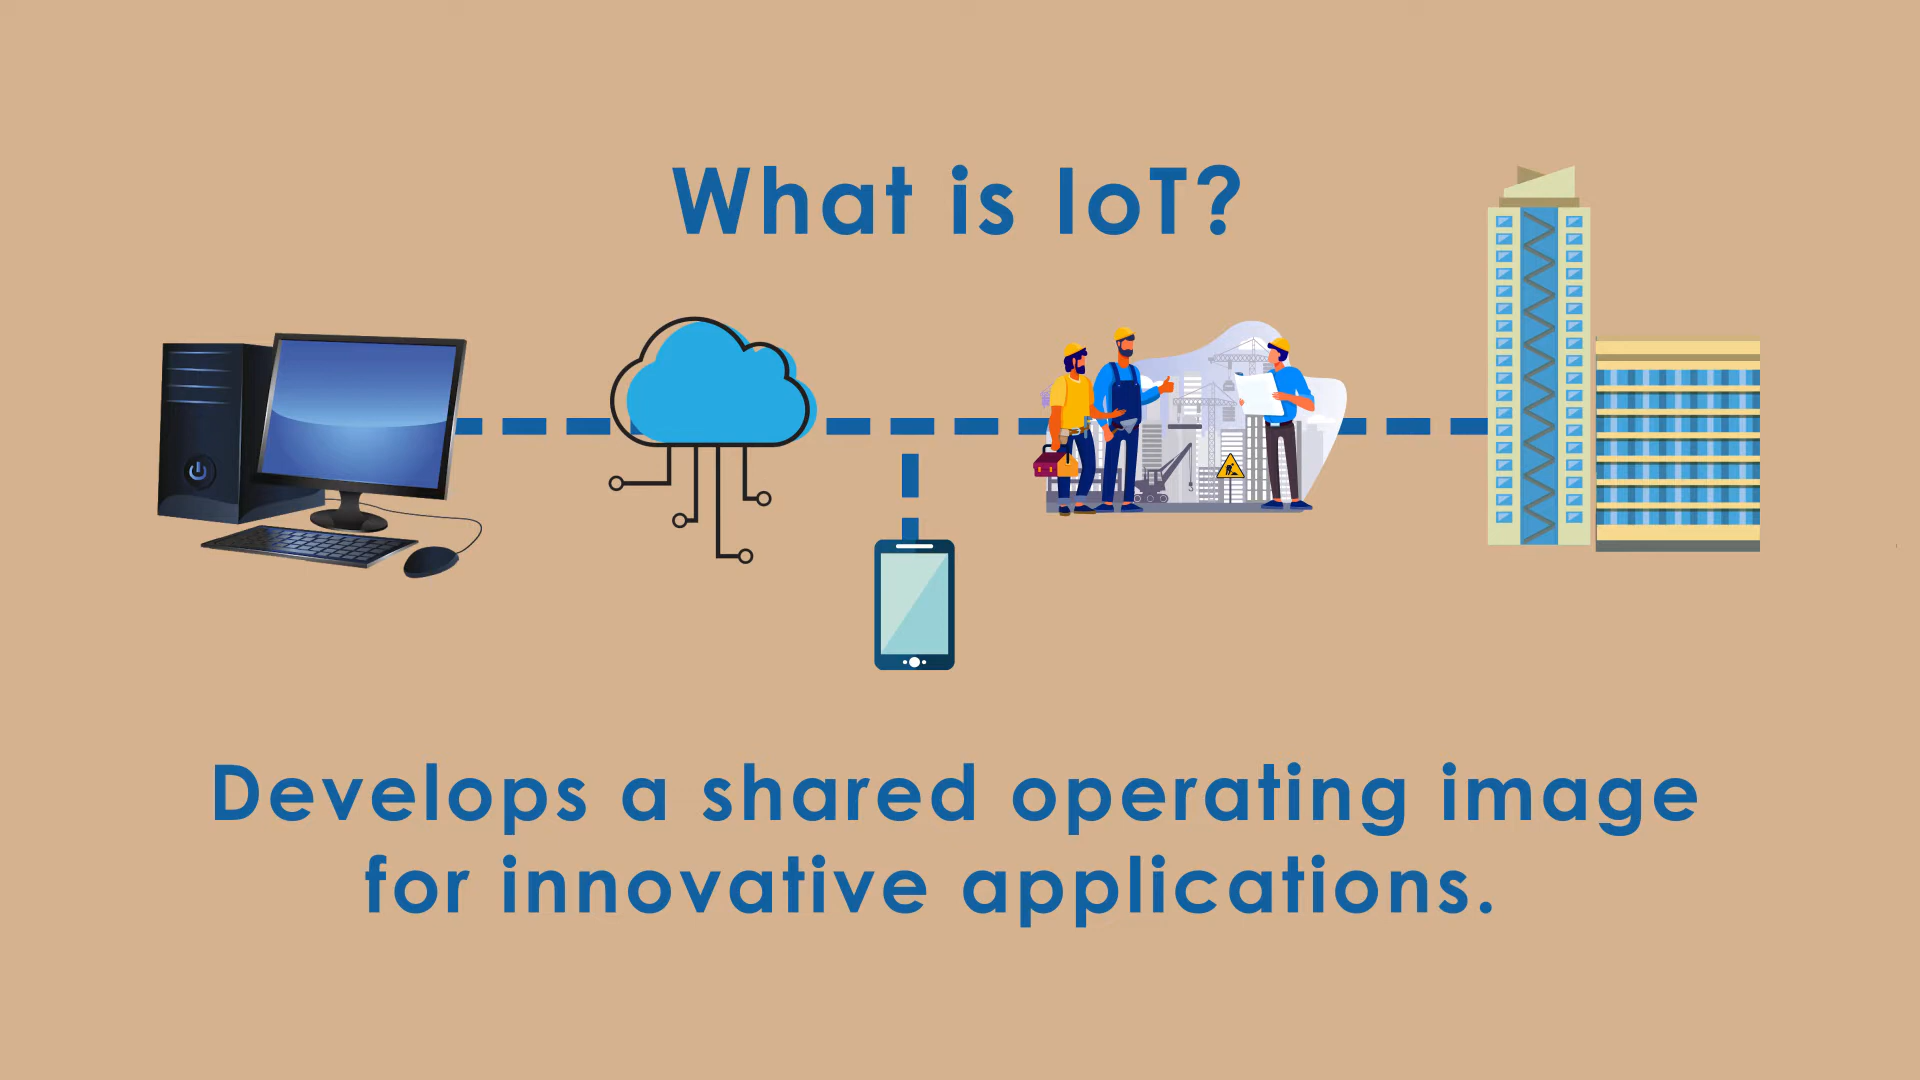 What is IoT?
Develops a shared operating image
for innovative applications.